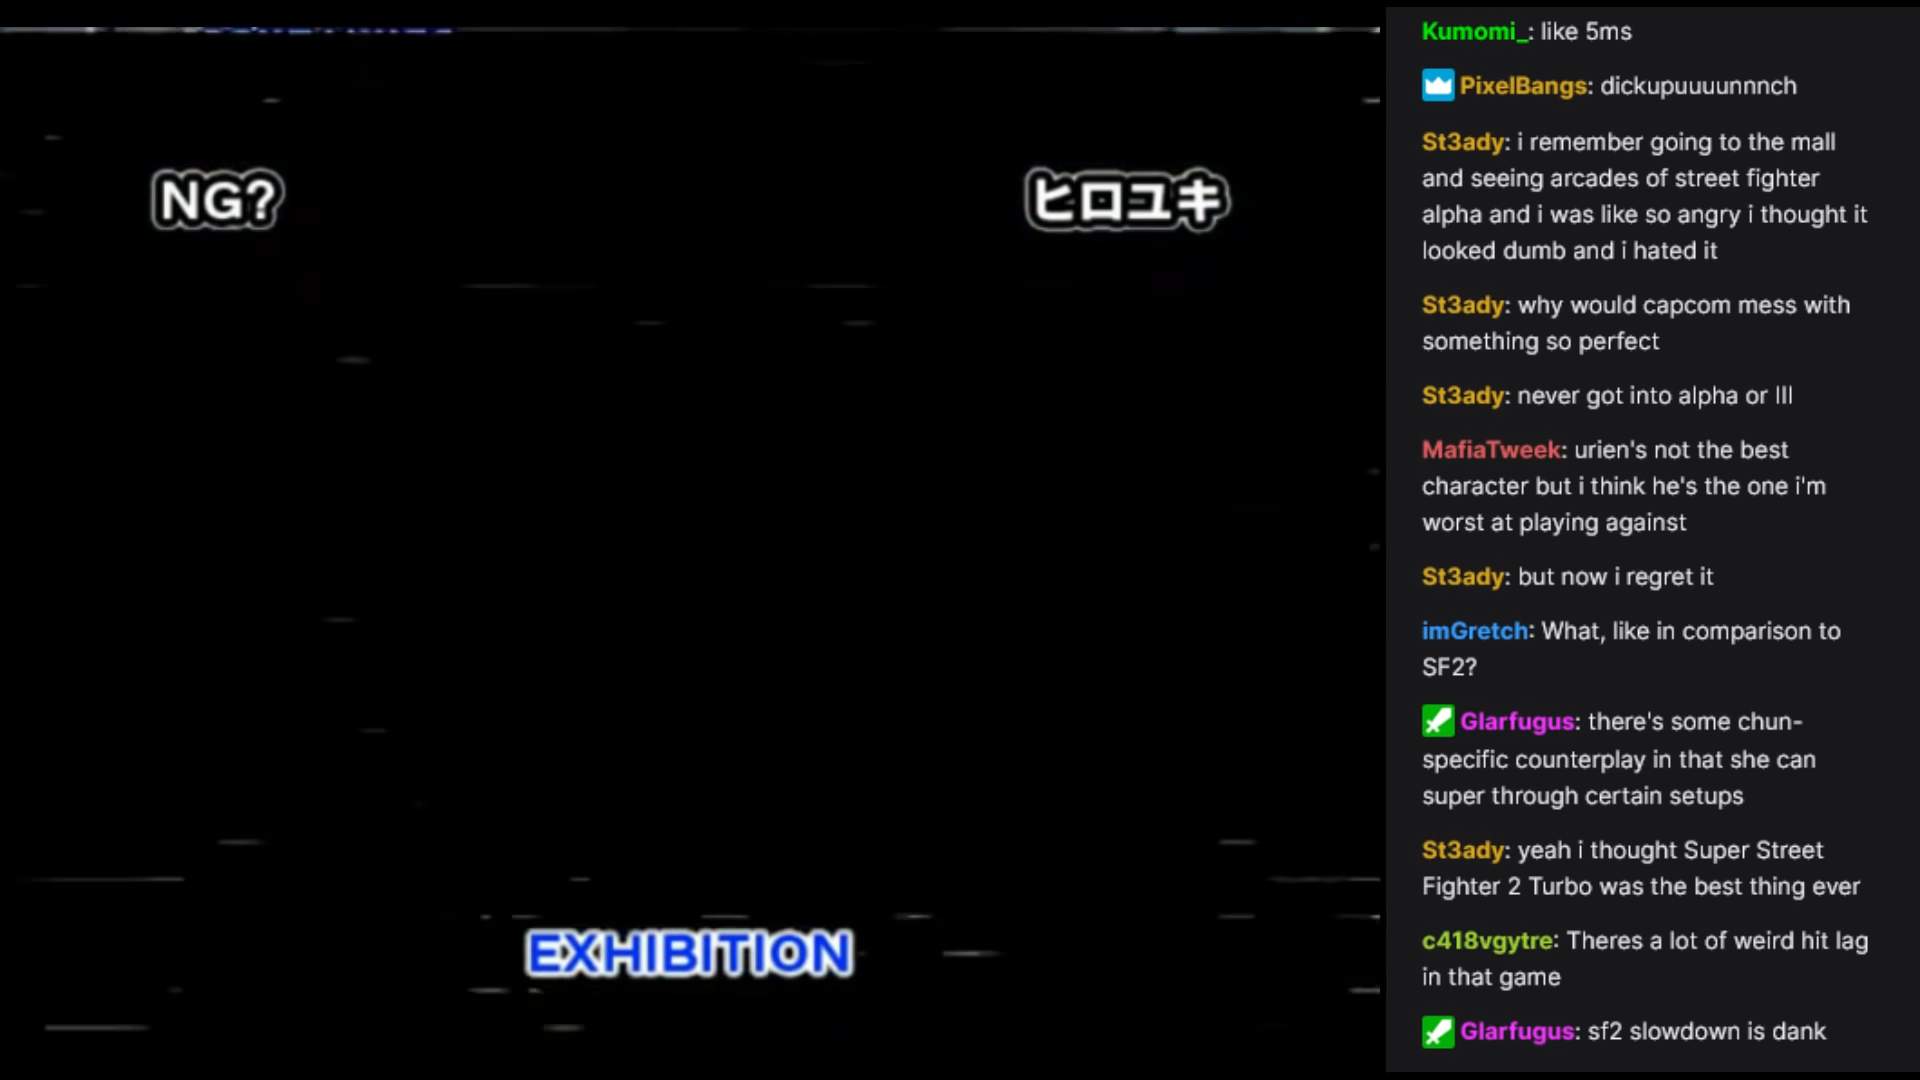 NG?
ヒロユキ
EXHIBITION
Kumomi_: like 5ms
PixelBangs: dickupuuuunnnch
St3ady: i remember going to the mall
and seeing arcades of street fighter
alpha and i was like so angry i thought it
looked dumb and i hated it
St3ady: why would capcom mess with
something so perfect
St3ady: never got into alpha or III
MafiaTweek: urien's not the best
character but i think he's the one i'm
worst at playing against
St3ady: but now i regret it
imGretch: What, like in comparison to
SF2?
Glarfugus: there's some chun-
specific counterplay in that she can
super through certain setups
St3ady: yeah i thought Super Street
Fighter 2 Turbo was the best thing ever
c418vgytre: Theres a lot of weird hit lag
in that game
Glarfugus: sf2 slowdown is dank